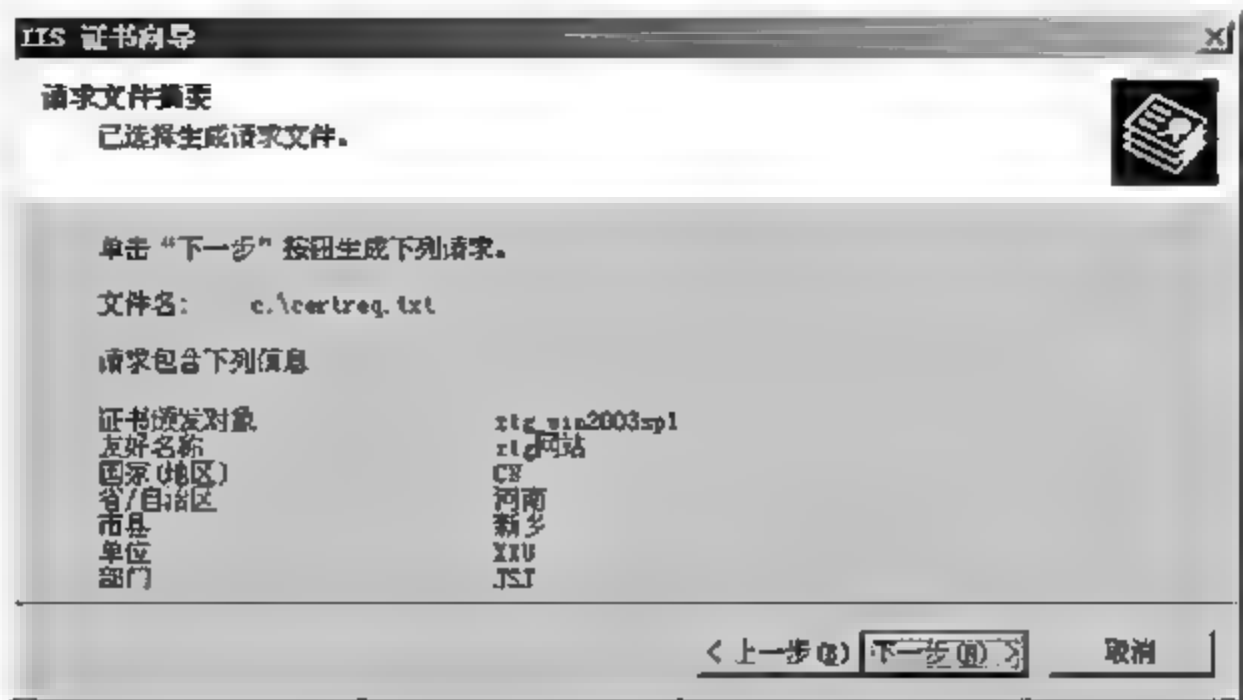 IIS 证书向导
请求文件摘要
已选择生成请求文件。
单击“下一步”按钮生成下列请求。
文件名: c:\certreq.txt
请求包含下列信息
证书颁发对象 rtg_win2003sp1
友好名称 rtg网站
国家(地区) CN
省/自治区 河南
市县 新乡
单位 XXU
部门 JSJ
<上一步(B) 下一步(N) > 取消